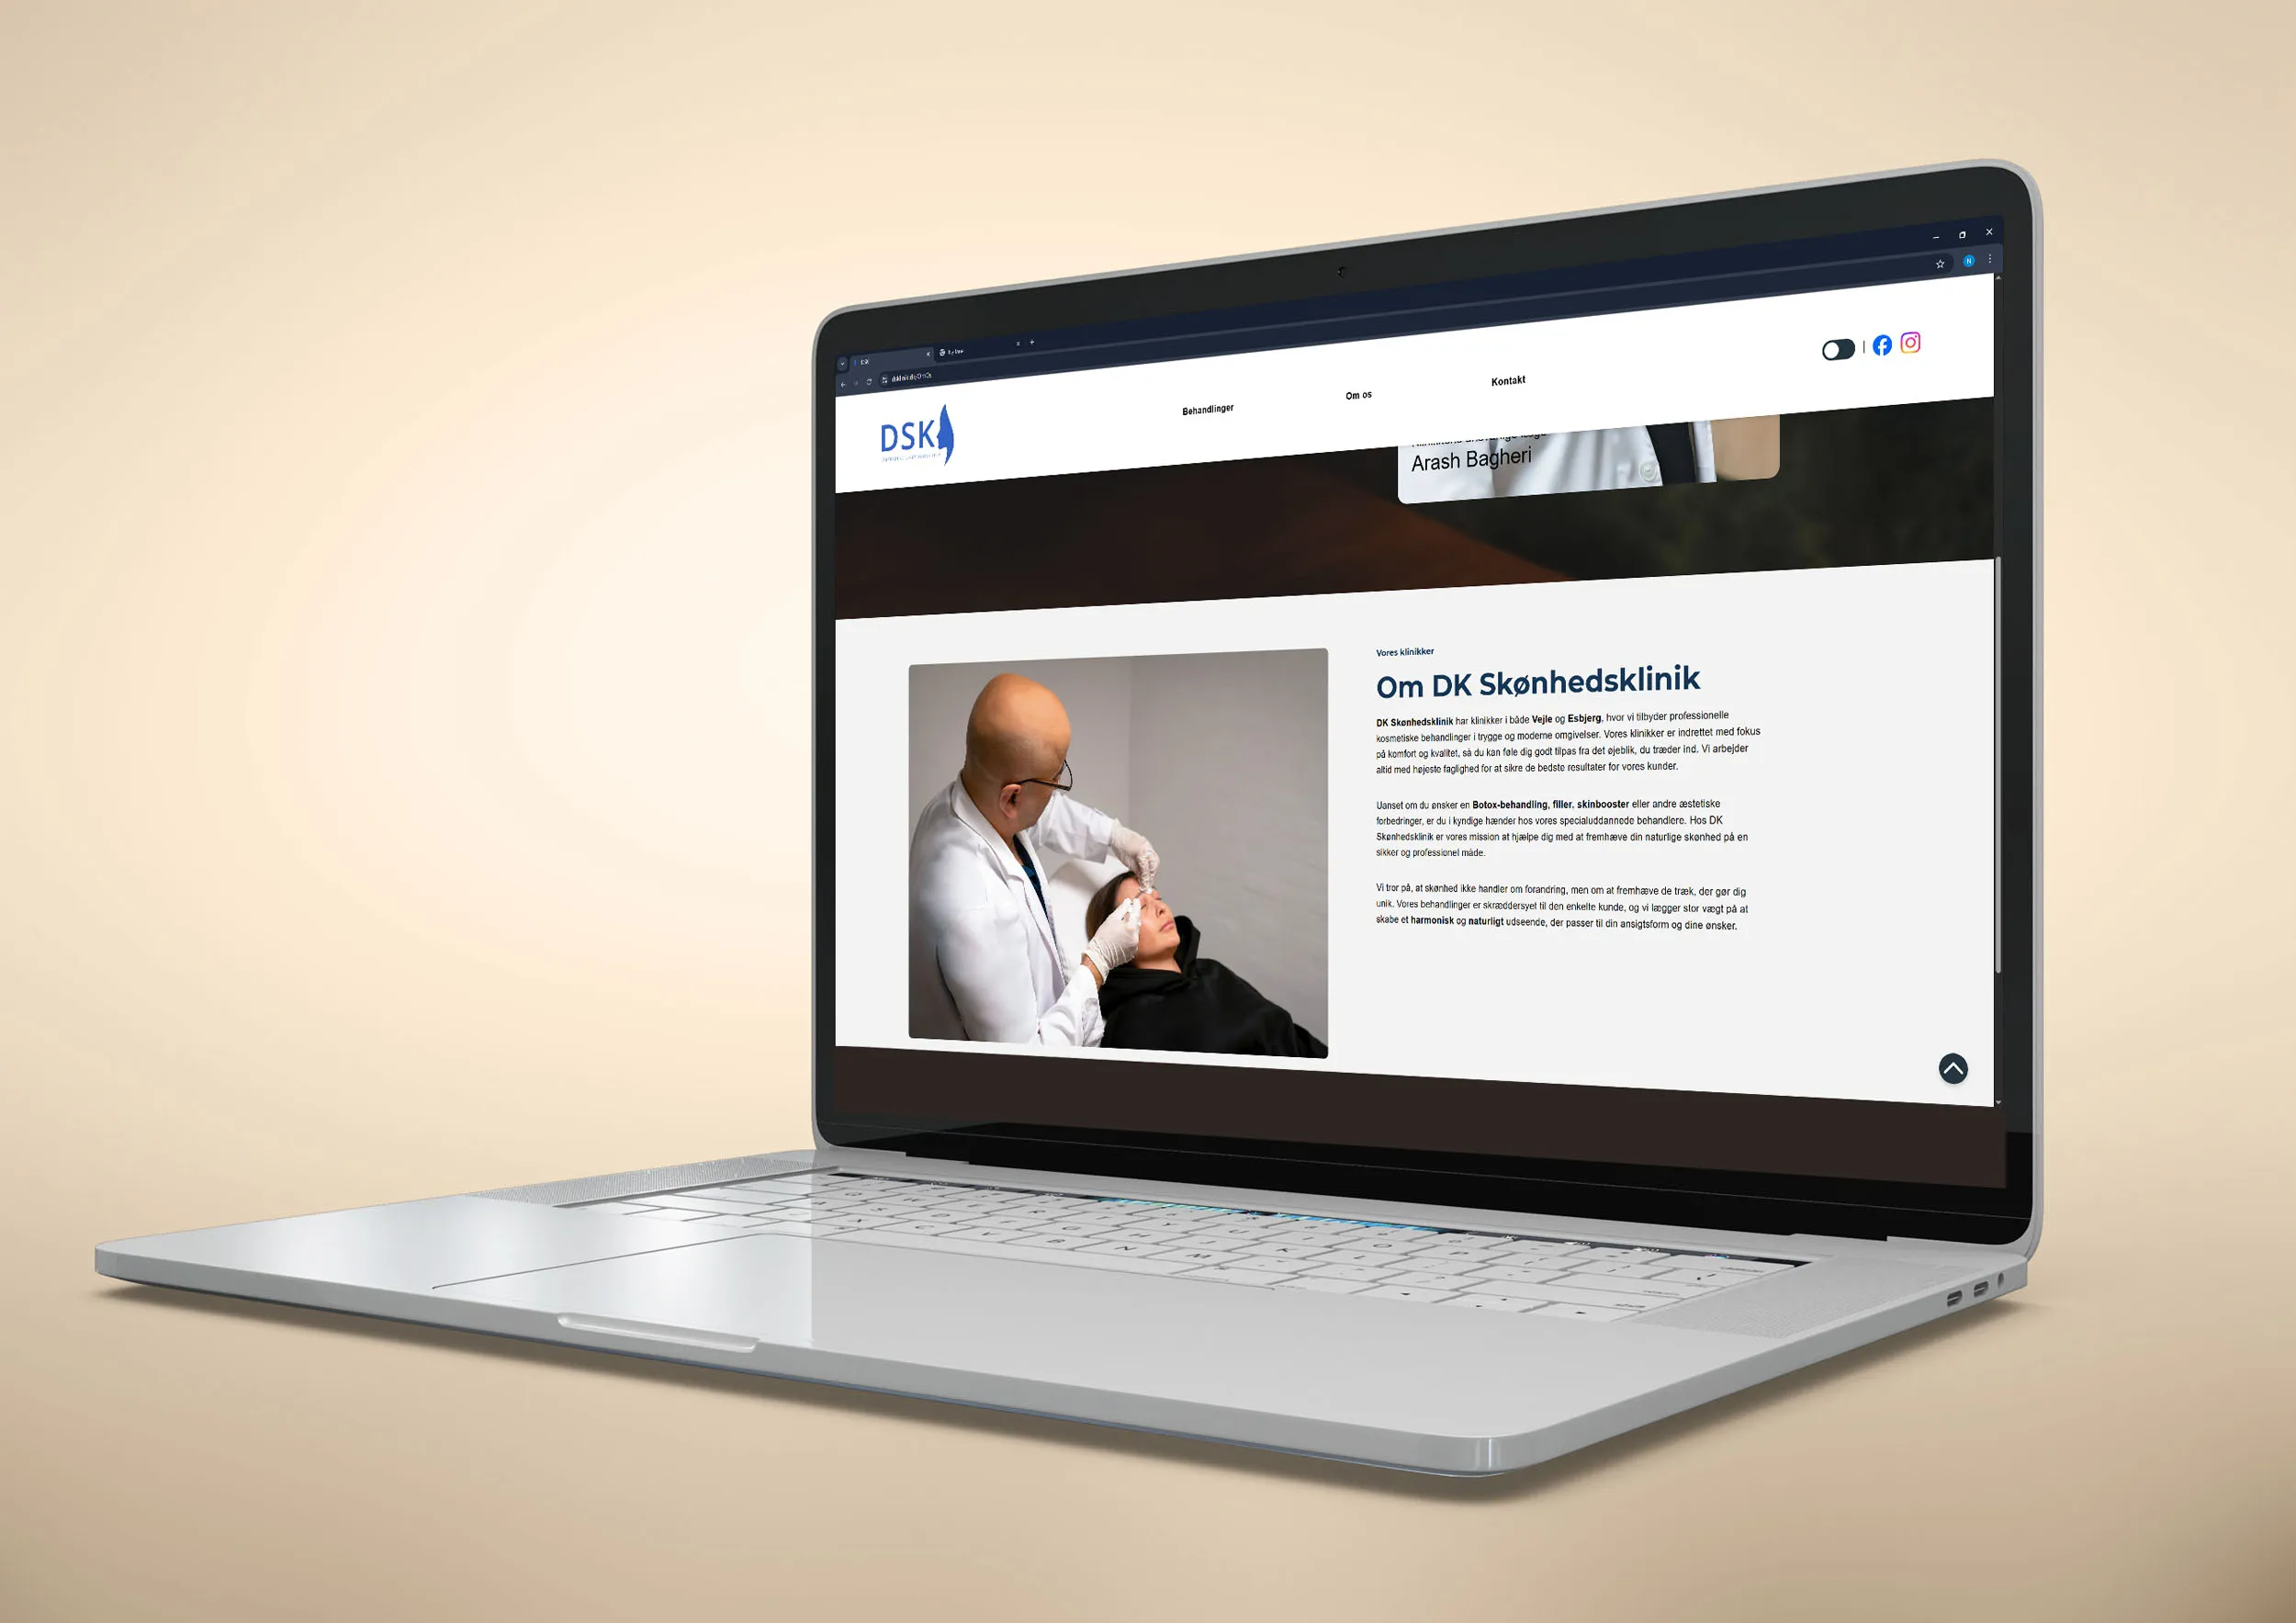 DSK
Behandlinger
Om os
Kontakt
Arash Bagheri
Vores klinikker
Om DK Skønhedsklinik
DK Skønhedsklinik har klinikker i både Vejle og Esbjerg, hvor vi tilbyder professionelle
kosmetiske behandlinger i trygge og moderne omgivelser. Vores klinikker er indrettet med fokus
på komfort og kvalitet, så du kan føle dig godt tilpas fra det øjeblik, du træder ind. Vi arbejder
altid med højeste faglighed for at sikre de bedste resultater for vores kunder.
Uanset om du ønsker en Botox-behandling, filler, skinbooster eller andre æstetiske
forbedringer, er du i kyndige hænder hos vores specialuddannede behandlere. Hos DK
Skønhedsklinik er vores mission at hjælpe dig med at fremhæve din naturlige skønhed på en
sikker og professionel måde.
Vi tror på, at skønhed ikke handler om forandring, men om at fremhæve de træk, der gør dig
unik. Vores behandlinger er skræddersyet til den enkelte kunde, og vi lægger stor vægt på at
skabe et harmonisk og naturligt udseende, der passer til din ansigtsform og dine ønsker.